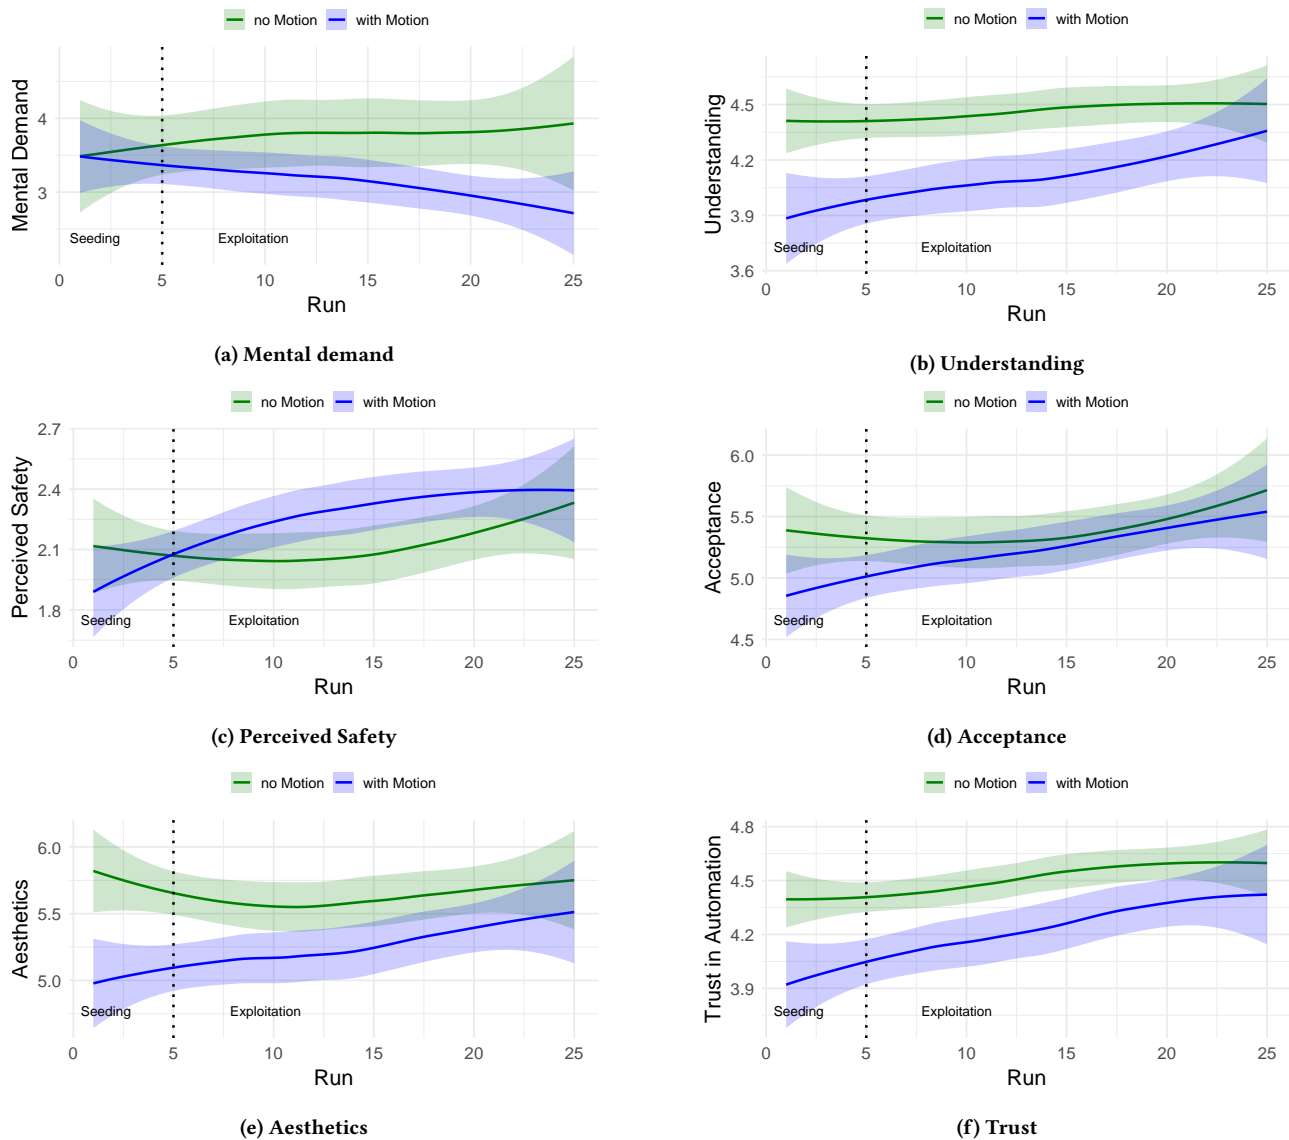 no Motion with Motion
Mental Demand
4
3
Seeding Exploitation
0 5 10 15 20 25
Run
(a) Mental demand
no Motion with Motion
Understanding
4.5
4.2
3.9
3.6
Seeding Exploitation
0 5 10 15 20 25
Run
(b) Understanding
no Motion with Motion
Perceived Safety
2.7
2.4
2.1
1.8
Seeding Exploitation
0 5 10 15 20 25
Run
(c) Perceived Safety
no Motion with Motion
Acceptance
6.0
5.5
5.0
4.5
Seeding Exploitation
0 5 10 15 20 25
Run
(d) Acceptance
no Motion with Motion
Aesthetics
6.0
5.5
5.0
Seeding Exploitation
0 5 10 15 20 25
Run
(e) Aesthetics
no Motion with Motion
Trust in Automation
4.8
4.5
4.2
3.9
Seeding Exploitation
0 5 10 15 20 25
Run
(f) Trust